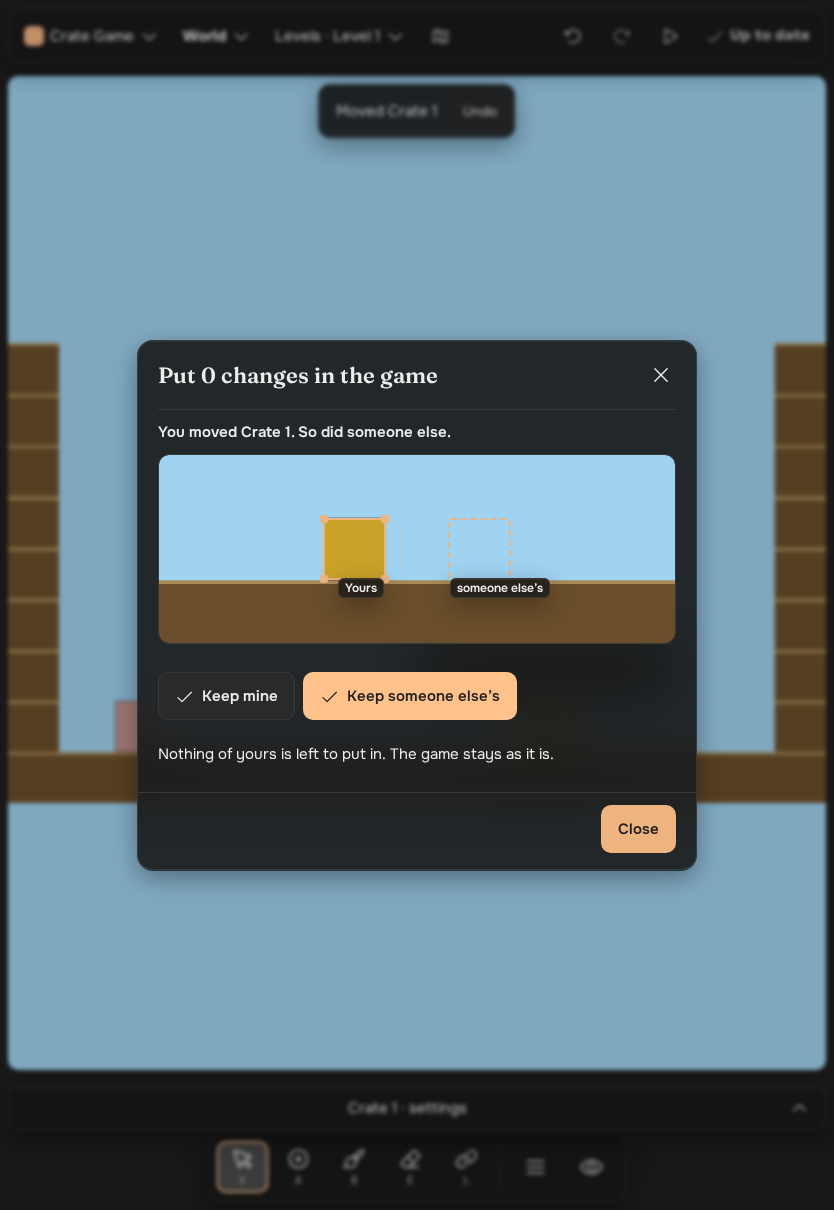 Crate Game
World
Levels · Level 1
Up to date
Moved Crate 1
Undo
Put 0 changes in the game
You moved Crate 1. So did someone else.
Yours
someone else’s
Keep mine
Keep someone else’s
Nothing of yours is left to put in. The game stays as it is.
Close
Crate 1 · settings
V
A
B
E
L